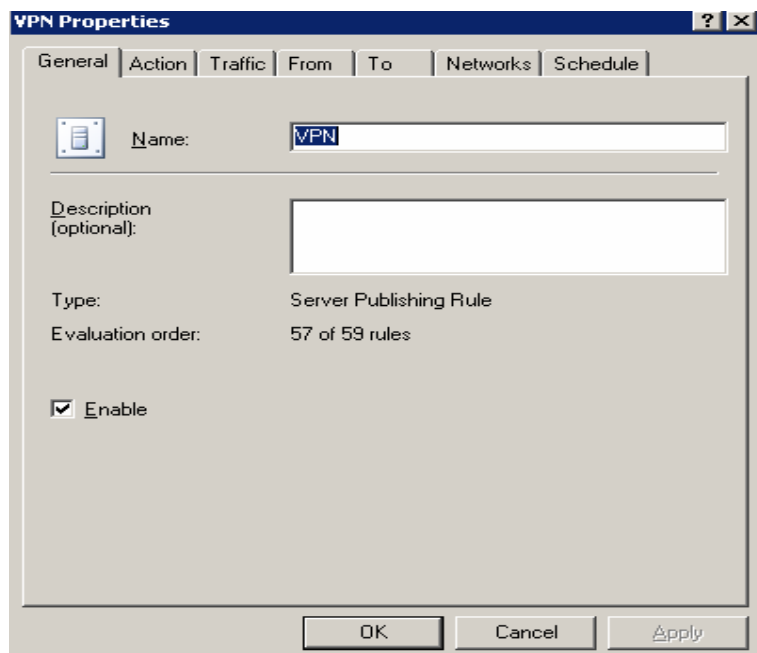 VPN Properties
General Action Traffic From To Networks Schedule
Name: VPN
Description
(optional):
Type: Server Publishing Rule
Evaluation order: 57 of 59 rules
Enable
OK Cancel Apply